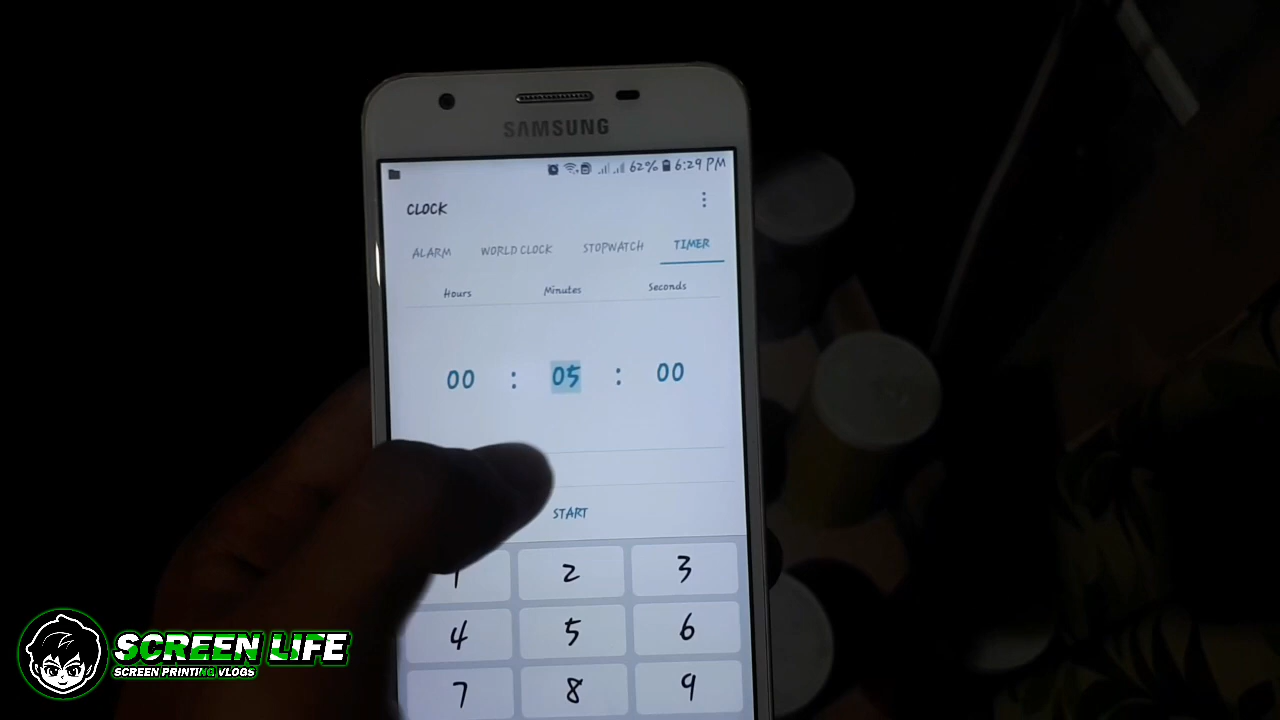 SAMSUNG
62% 6:29 PM
CLOCK
ALARM WORLD CLOCK STOPWATCH TIMER
Hours Minutes Seconds
00 : 05 : 00
START
1 2 3
4 5 6
7 8 9
SCREEN LIFE
SCREEN PRINTING VLOGS